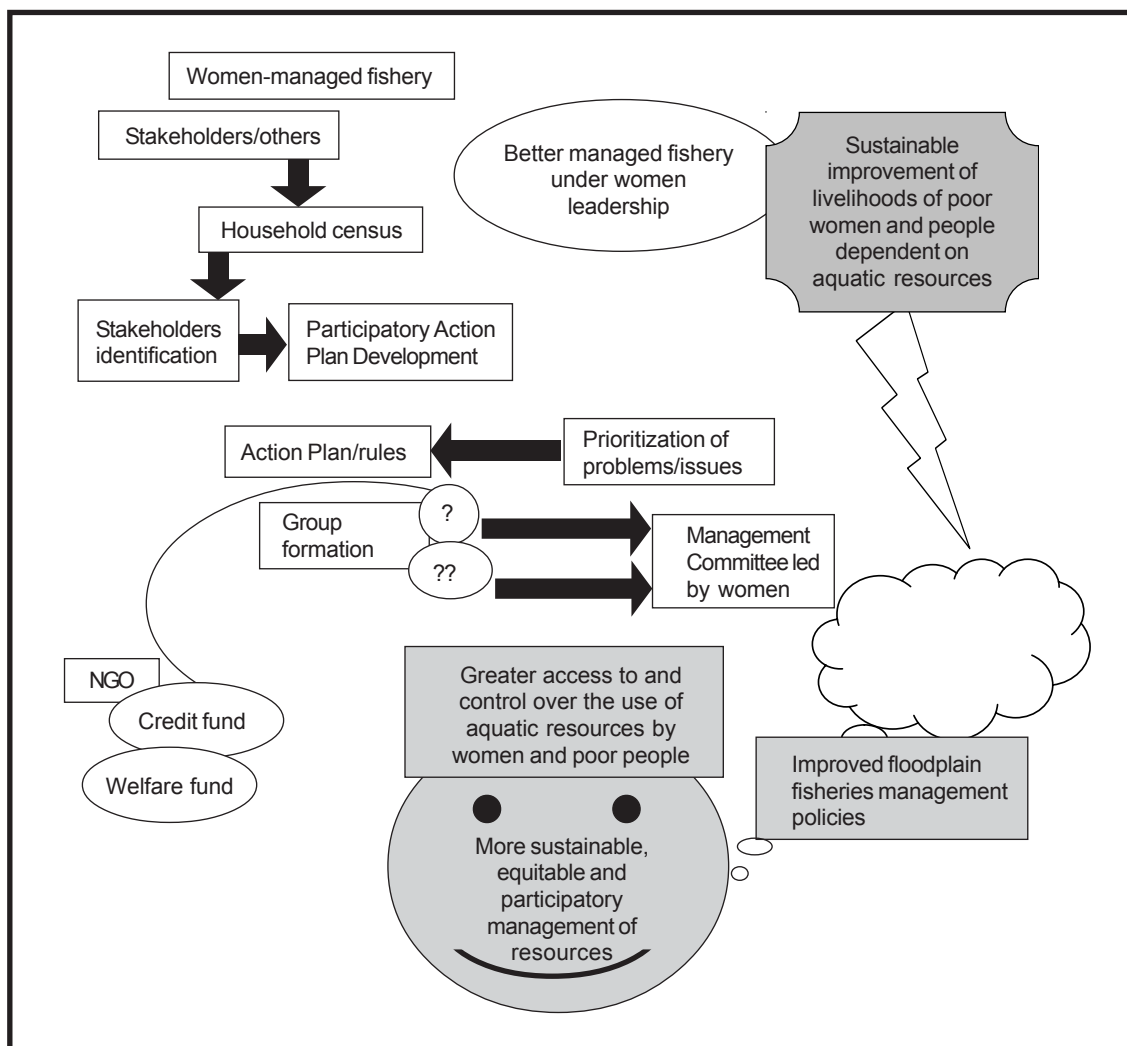 Women-managed fishery
Stakeholders/others
Household census
Stakeholders
identification
Participatory Action
Plan Development
Better managed fishery
under women
leadership
Sustainable
improvement of
livelihoods of poor
women and people
dependent on
aquatic resources
Action Plan/rules
Prioritization of
problems/issues
Group
formation
?
??
Management
Committee led
by women
NGO
Credit fund
Welfare fund
Greater access to and
control over the use of
aquatic resources by
women and poor people
More sustainable,
equitable and
participatory
management of
resources
Improved floodplain
fisheries management
policies